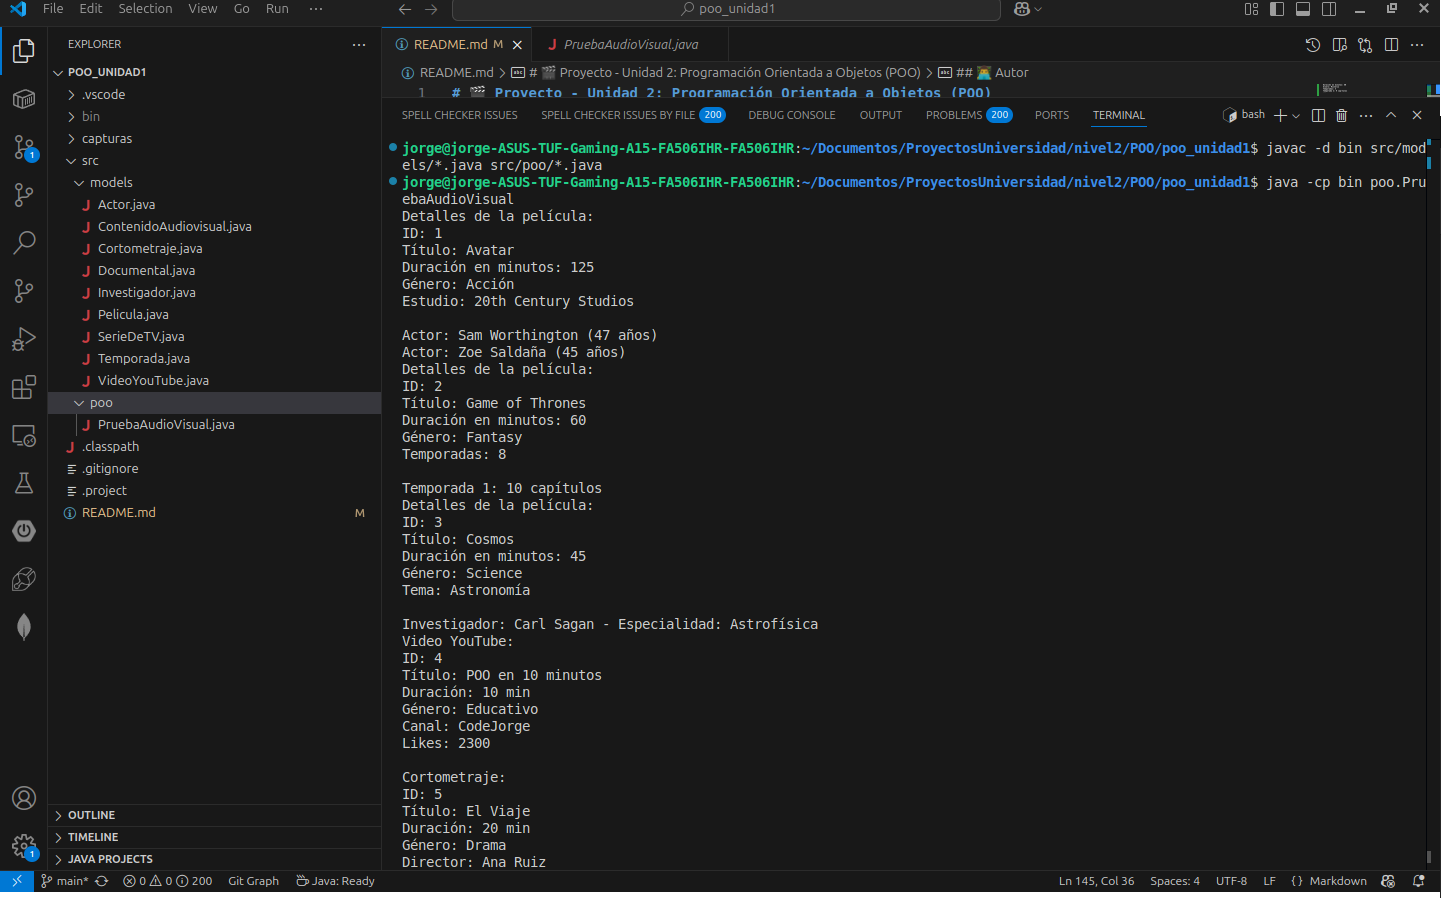 File Edit Selection View Go Run ···
poo_unidad1
EXPLORER
README.md M
PruebaAudioVisual.java
POO_UNIDAD1
README.md > # 🎬 Proyecto - Unidad 2: Programación Orientada a Objetos (POO) > ## 👨‍💻 Autor
1 # 🎬 Proyecto - Unidad 2: Programación Orientada a Objetos (POO)
.vscode
bin
capturas
src
models
Actor.java
ContenidoAudiovisual.java
Cortometraje.java
Documental.java
Investigador.java
Pelicula.java
SerieDeTV.java
Temporada.java
VideoYouTube.java
poo
PruebaAudioVisual.java
.classpath
.gitignore
.project
README.md M
OUTLINE
TIMELINE
JAVA PROJECTS
1
1
SPELL CHECKER ISSUES SPELL CHECKER ISSUES BY FILE 200 DEBUG CONSOLE OUTPUT PROBLEMS 200 PORTS TERMINAL bash
jorge@jorge-ASUS-TUF-Gaming-A15-FA506IHR-FA506IHR:~/Documentos/ProyectosUniversidad/nivel2/POO/poo_unidad1$ javac -d bin src/mod
els/*.java src/poo/*.java
jorge@jorge-ASUS-TUF-Gaming-A15-FA506IHR-FA506IHR:~/Documentos/ProyectosUniversidad/nivel2/POO/poo_unidad1$ java -cp bin poo.Pru
ebaAudioVisual
Detalles de la película:
ID: 1
Título: Avatar
Duración en minutos: 125
Género: Acción
Estudio: 20th Century Studios
Actor: Sam Worthington (47 años)
Actor: Zoe Saldaña (45 años)
Detalles de la película:
ID: 2
Título: Game of Thrones
Duración en minutos: 60
Género: Fantasy
Temporadas: 8
Temporada 1: 10 capítulos
Detalles de la película:
ID: 3
Título: Cosmos
Duración en minutos: 45
Género: Science
Tema: Astronomía
Investigador: Carl Sagan - Especialidad: Astrofísica
Video YouTube:
ID: 4
Título: POO en 10 minutos
Duración: 10 min
Género: Educativo
Canal: CodeJorge
Likes: 2300
Cortometraje:
ID: 5
Título: El Viaje
Duración: 20 min
Género: Drama
Director: Ana Ruiz
main* 0 0 200 Git Graph Java: Ready Ln 145, Col 36 Spaces: 4 UTF-8 LF {} Markdown